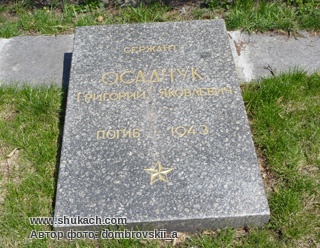 СЕРЖАНТ
ОСАДЧУК
ГРИГОРИЙ ЯКОВЛЕВИЧ
ПОГИБ 1943
www.shukach.com
Автор фото: dombrovskii_a